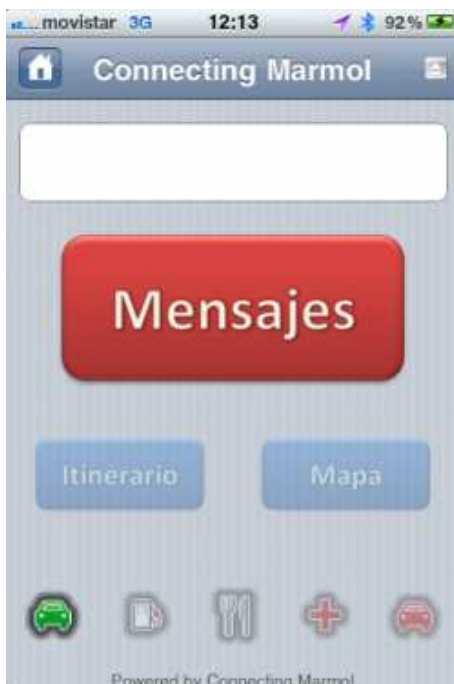 movistar 3G 12:13 92%
Connecting Marmol
Mensajes
Itinerario Mapa
Powered by Connecting Marmol